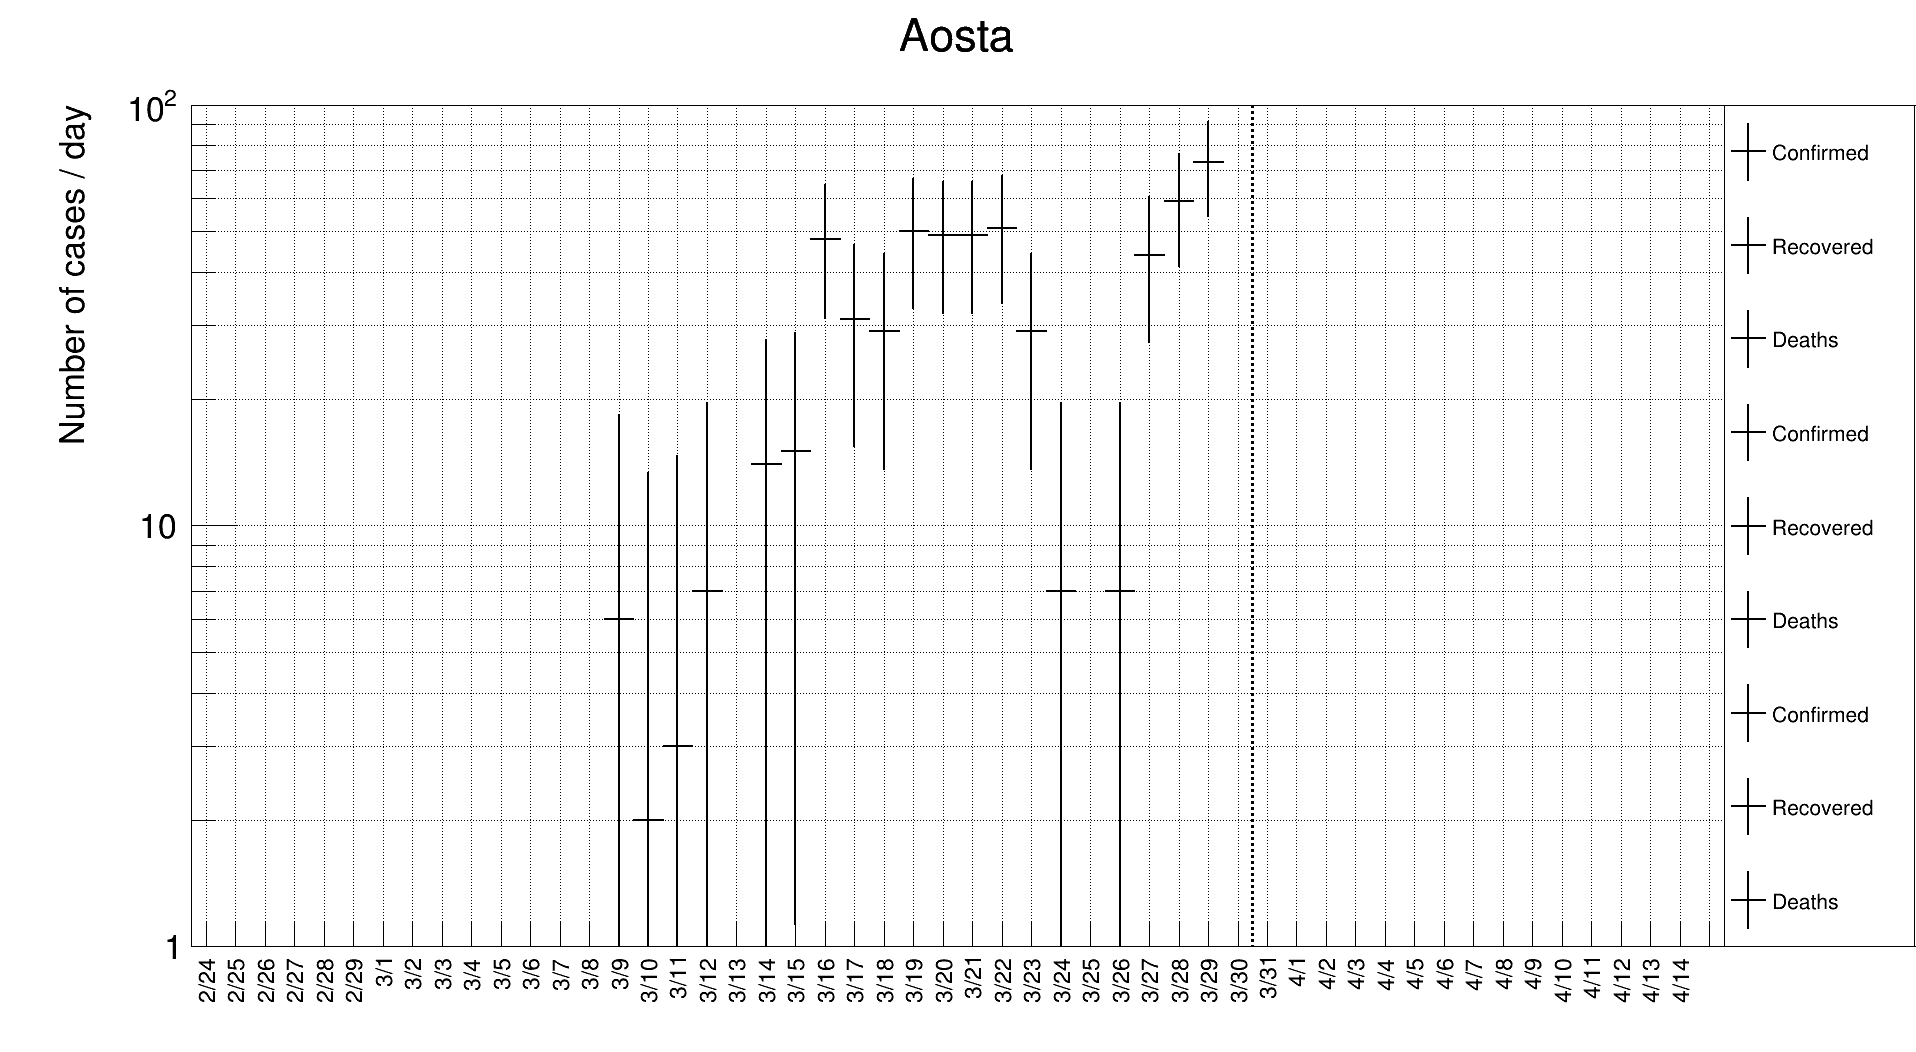 Aosta
Number of cases / day
10²
10
1
2/24 2/25 2/26 2/27 2/28 2/29 3/1 3/2 3/3 3/4 3/5 3/6 3/7 3/8 3/9 3/10 3/11 3/12 3/13 3/14 3/15 3/16 3/17 3/18 3/19 3/20 3/21 3/22 3/23 3/24 3/25 3/26 3/27 3/28 3/29 3/30 3/31 4/1 4/2 4/3 4/4 4/5 4/6 4/7 4/8 4/9 4/10 4/11 4/12 4/13 4/14
Confirmed
Recovered
Deaths
Confirmed
Recovered
Deaths
Confirmed
Recovered
Deaths